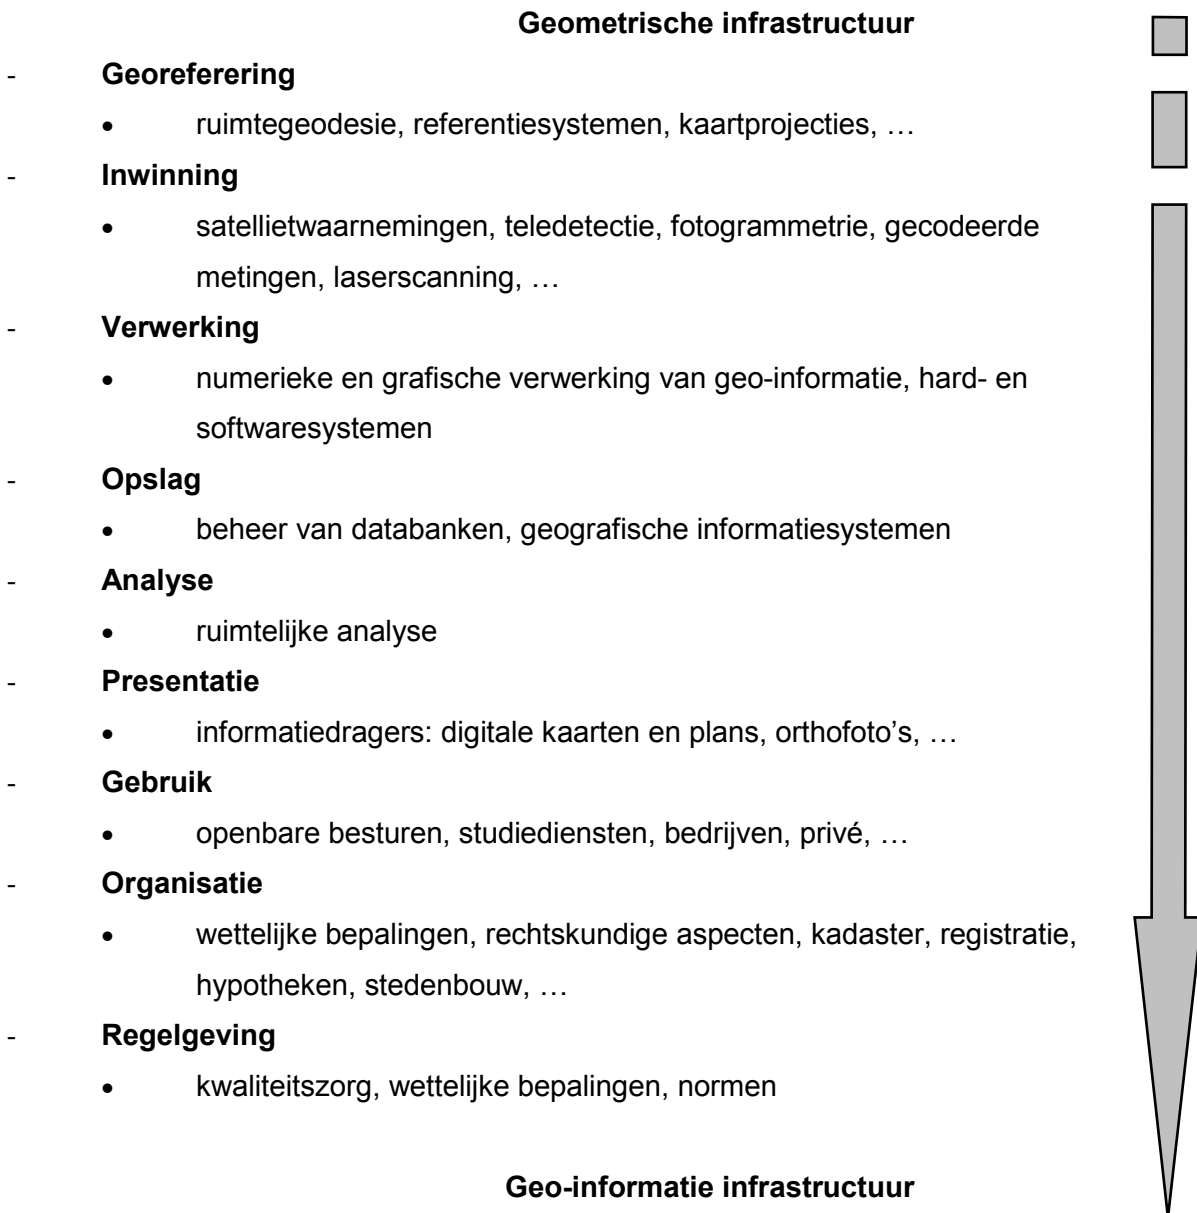 Geometrische infrastructuur
- Georeferering
• ruimtegeodesie, referentiesystemen, kaartprojecties, …
- Inwinning
• satellietwaarnemingen, teledetectie, fotogrammetrie, gecodeerde
metingen, laserscanning, …
- Verwerking
• numerieke en grafische verwerking van geo-informatie, hard- en
softwaresystemen
- Opslag
• beheer van databanken, geografische informatiesystemen
- Analyse
• ruimtelijke analyse
- Presentatie
• informatiedragers: digitale kaarten en plans, orthofoto’s, …
- Gebruik
• openbare besturen, studiediensten, bedrijven, privé, …
- Organisatie
• wettelijke bepalingen, rechtskundige aspecten, kadaster, registratie,
hypotheken, stedenbouw, …
- Regelgeving
• kwaliteitszorg, wettelijke bepalingen, normen
Geo-informatie infrastructuur